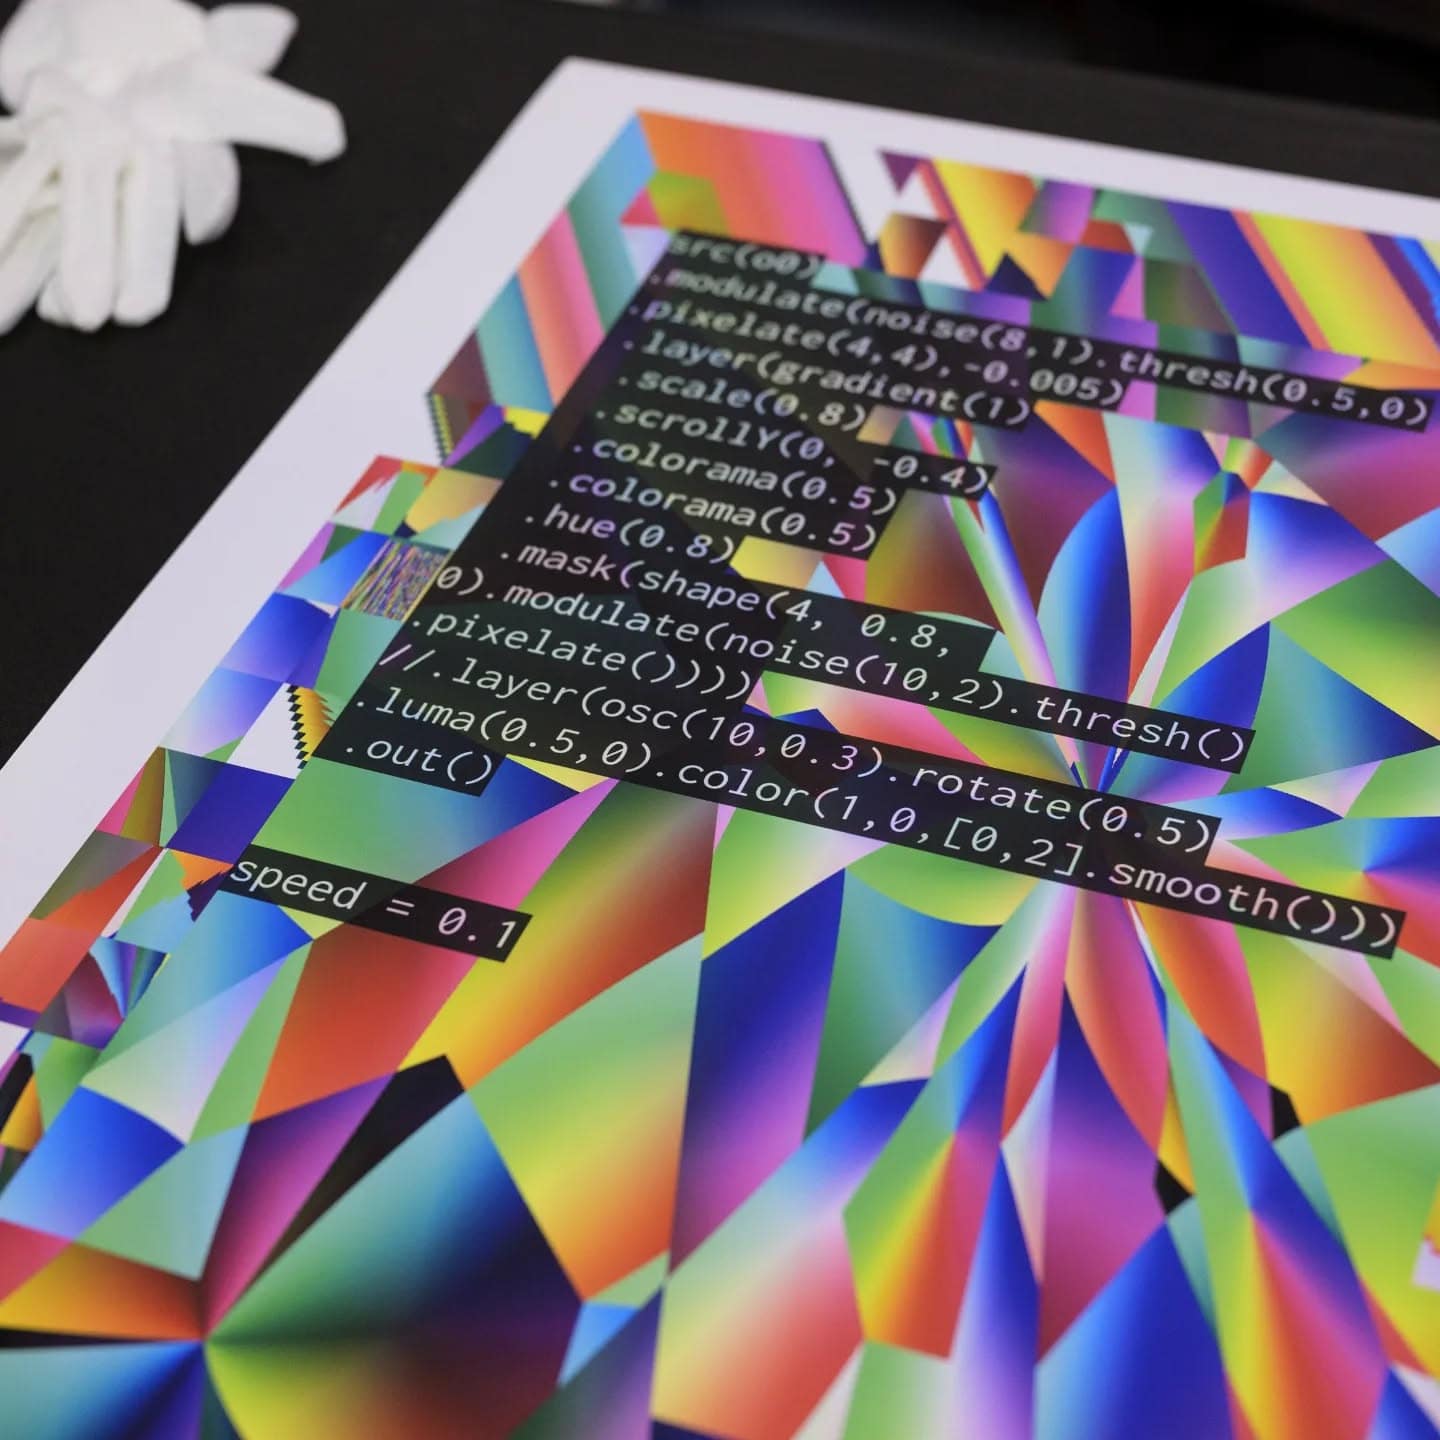 src(o0)
.modulate(noise(8,1).thresh(0.5,0)
.pixelate(4,4),-0.005)
.layer(gradient(1)
.scale(0.8)
.scrollY(0, -0.4)
.colorama(0.5)
.colorama(0.5)
.hue(0.8)
.mask(shape(4, 0.8,
0).modulate(noise(10,2).thresh()
.pixelate())))
//.layer(osc(10,0.3).rotate(0.5)
.luma(0.5,0).color(1,0,[0,2].smooth()))
.out()
speed = 0.1